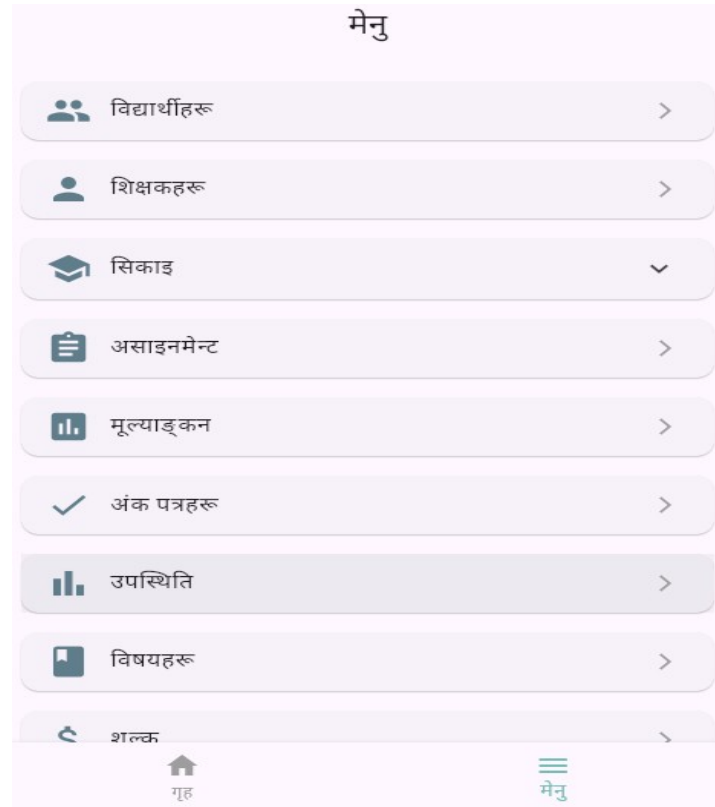 मेनु
विद्यार्थीहरू
शिक्षकहरू
सिकाइ
असाइनमेन्ट
मूल्याङ्कन
अंक पत्रहरू
उपस्थिति
विषयहरू
शुल्क
गृह
मेनु